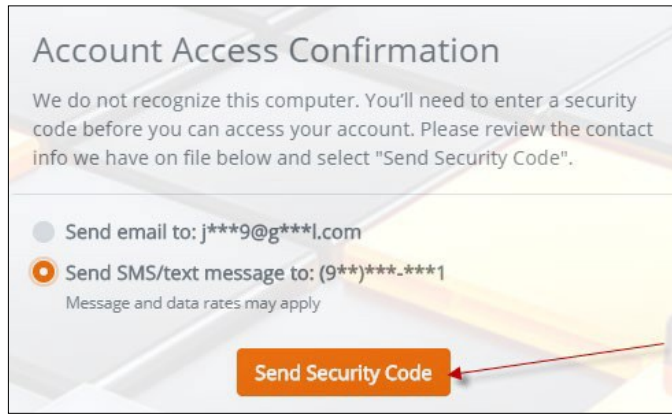 Account Access Confirmation
We do not recognize this computer. You'll need to enter a security
code before you can access your account. Please review the contact
info we have on file below and select "Send Security Code".
Send email to: j***9@g***l.com
Send SMS/text message to: (9**)***-***1
Message and data rates may apply
Send Security Code